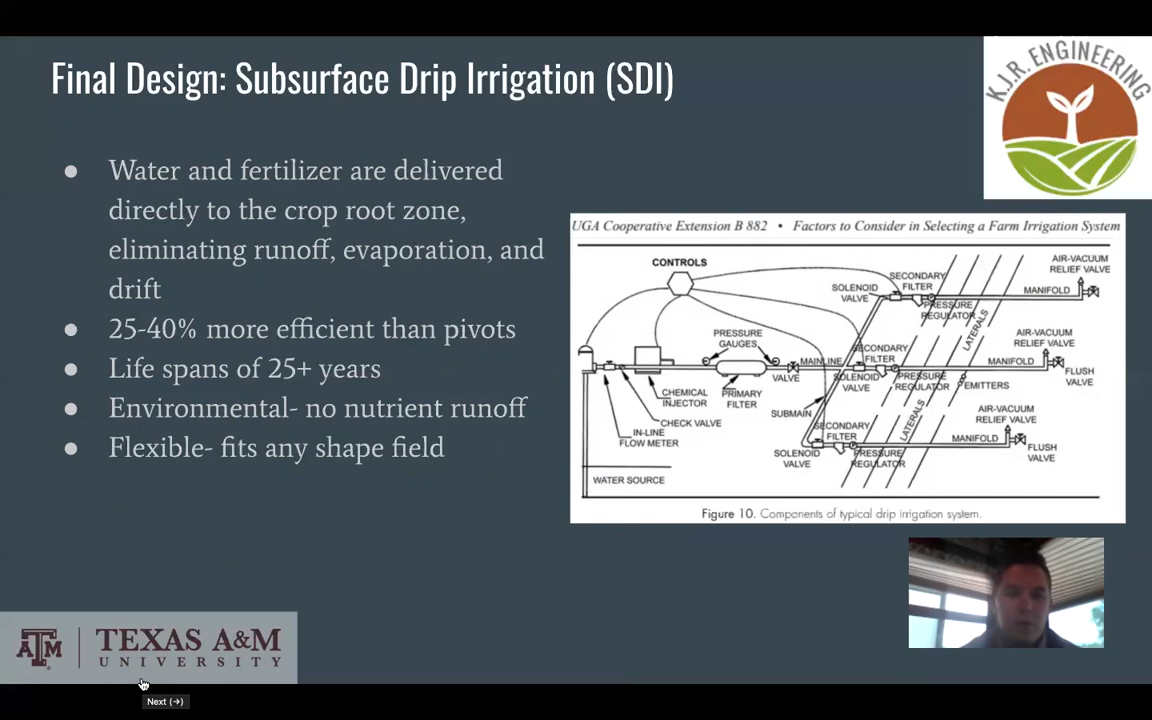 Final Design: Subsurface Drip Irrigation (SDI)
K.J.R. ENGINEERING
● Water and fertilizer are delivered
directly to the crop root zone,
eliminating runoff, evaporation, and
drift
● 25-40% more efficient than pivots
● Life spans of 25+ years
● Environmental- no nutrient runoff
● Flexible- fits any shape field
UGA Cooperative Extension B 882 • Factors to Consider in Selecting a Farm Irrigation System
CONTROLS
AIR-VACUUM
RELIEF VALVE
SECONDARY
FILTER
SOLENOID
VALVE
MANIFOLD
PRESSURE
REGULATOR
LATERALS
PRESSURE
GAUGES
AIR-VACUUM
RELIEF VALVE
SECONDARY
FILTER
MAINLINE
MANIFOLD
VALVE
SOLENOID
VALVE
PRESSURE
REGULATOR
EMITTERS
FLUSH
VALVE
CHEMICAL
INJECTOR
PRIMARY
FILTER
SUBMAIN
CHECK VALVE
IN-LINE
FLOW METER
LATERALS
AIR-VACUUM
RELIEF VALVE
SECONDARY
FILTER
MANIFOLD
SOLENOID
VALVE
PRESSURE
REGULATOR
FLUSH
VALVE
WATER SOURCE
Figure 10. Components of typical drip irrigation system.
ATM
TEXAS A&M
UNIVERSITY
Next (→)